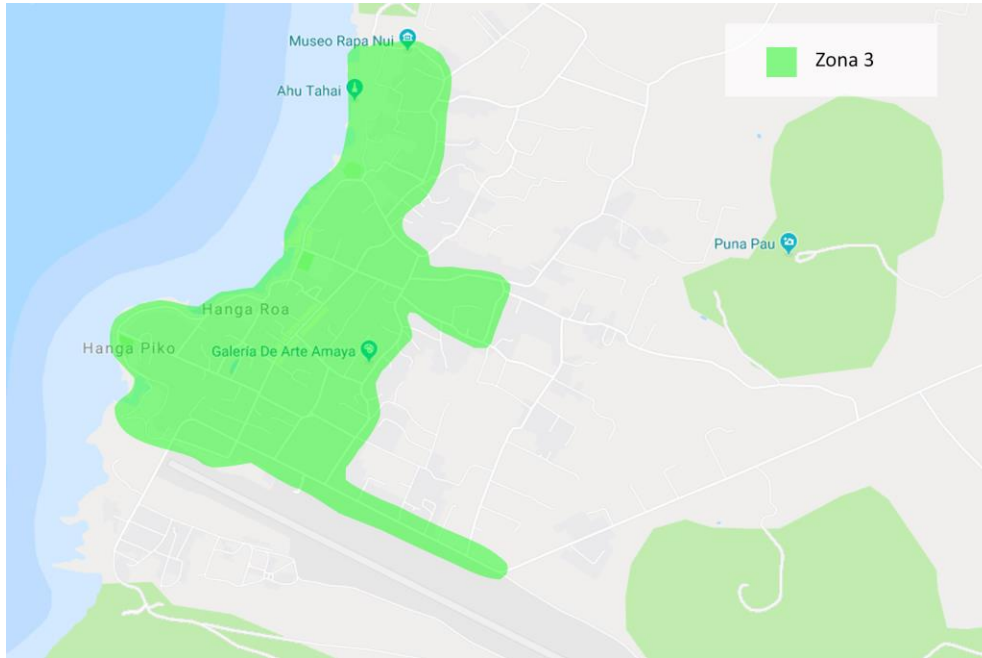 Museo Rapa Nui
Zona 3
Ahu Tahai
Puna Pau
Hanga Roa
Hanga Piko
Galería De Arte Amaya